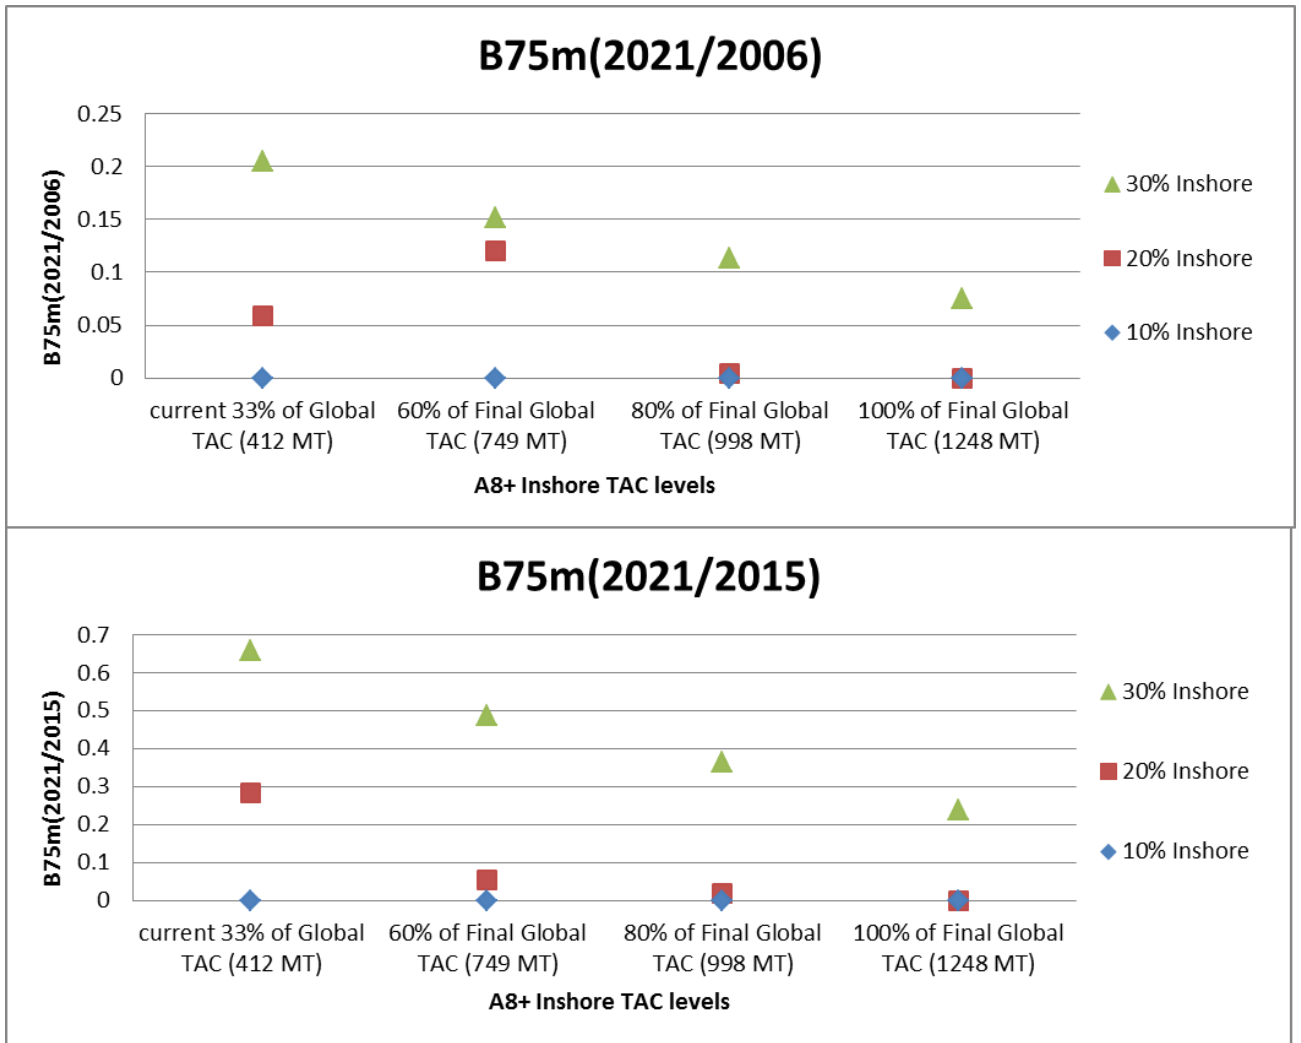 B75m(2021/2006)
B75m(2021/2006)
0.25
0.2
0.15
0.1
0.05
0
current 33% of Global
TAC (412 MT)
60% of Final Global
TAC (749 MT)
80% of Final Global
TAC (998 MT)
100% of Final Global
TAC (1248 MT)
A8+ Inshore TAC levels
30% Inshore
20% Inshore
10% Inshore
B75m(2021/2015)
B75m(2021/2015)
0.7
0.6
0.5
0.4
0.3
0.2
0.1
0
current 33% of Global
TAC (412 MT)
60% of Final Global
TAC (749 MT)
80% of Final Global
TAC (998 MT)
100% of Final Global
TAC (1248 MT)
A8+ Inshore TAC levels
30% Inshore
20% Inshore
10% Inshore